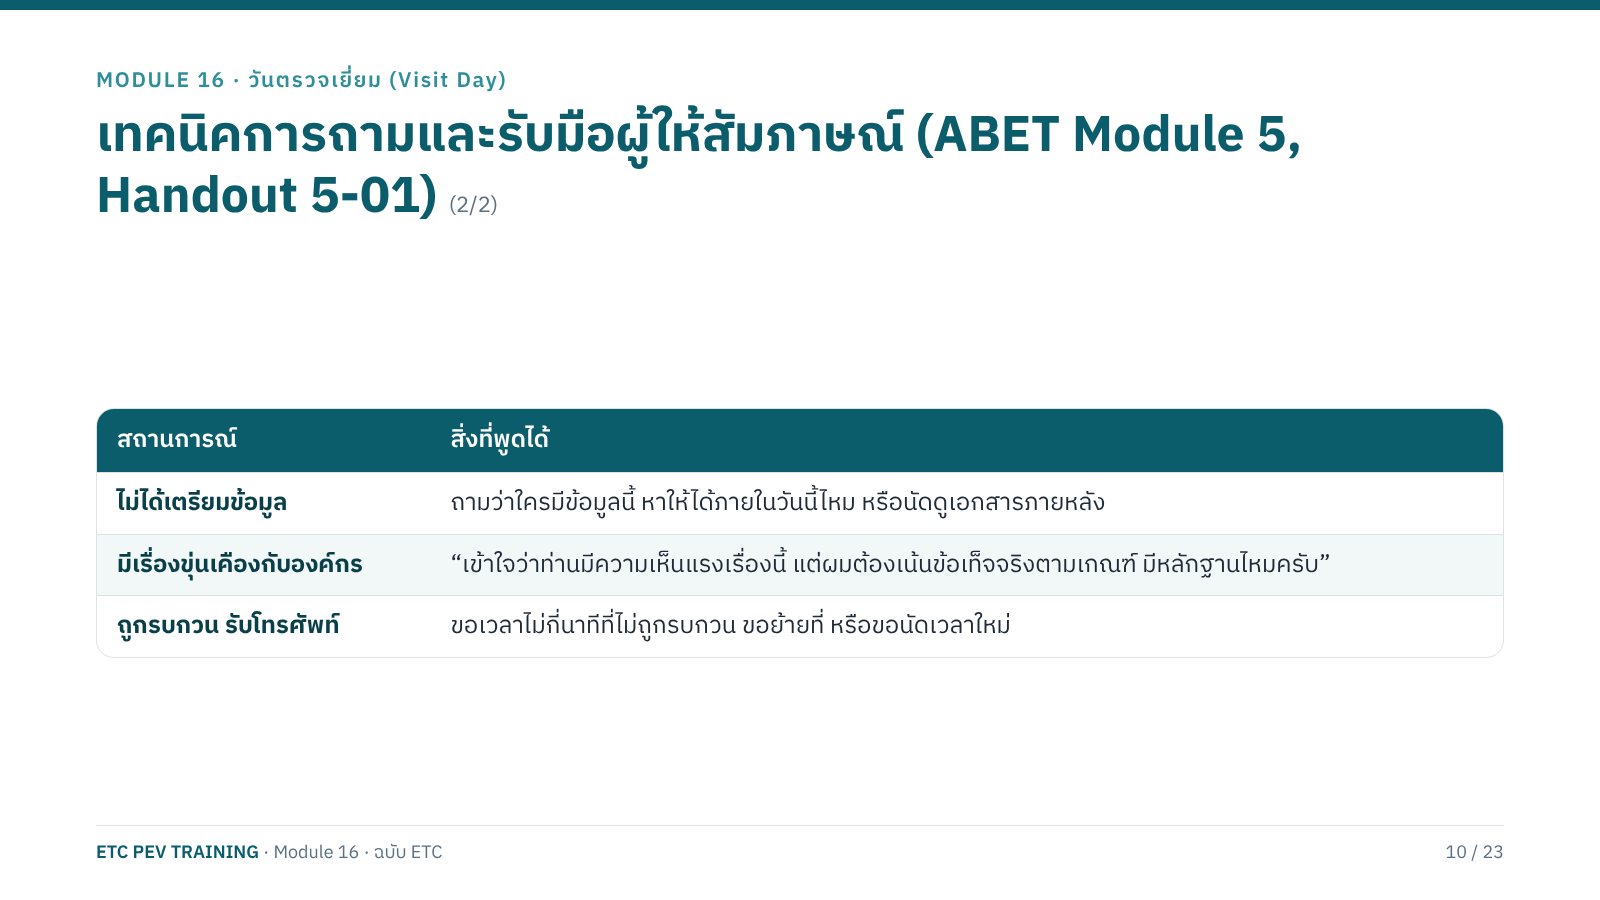 MODULE 16 · วันตรวจเยี่ยม (Visit Day)
เทคนิคการถามและรับมือผู้ให้สัมภาษณ์ (ABET Module 5,
Handout 5-01) (2/2)
สถานการณ์ สิ่งที่พูดได้
ไม่ได้เตรียมข้อมูล ถามว่าใครมีข้อมูลนี้ หาให้ได้ภายในวันนี้ไหม หรือนัดดูเอกสารภายหลัง
มีเรื่องขุ่นเคืองกับองค์กร “เข้าใจว่าท่านมีความเห็นแรงเรื่องนี้ แต่ผมต้องเน้นข้อเท็จจริงตามเกณฑ์ มีหลักฐานไหมครับ”
ถูกรบกวน รับโทรศัพท์ ขอเวลาไม่กี่นาทีที่ไม่ถูกรบกวน ขอย้ายที่ หรือขอนัดเวลาใหม่
ETC PEV TRAINING · Module 16 · ฉบับ ETC
10 / 23